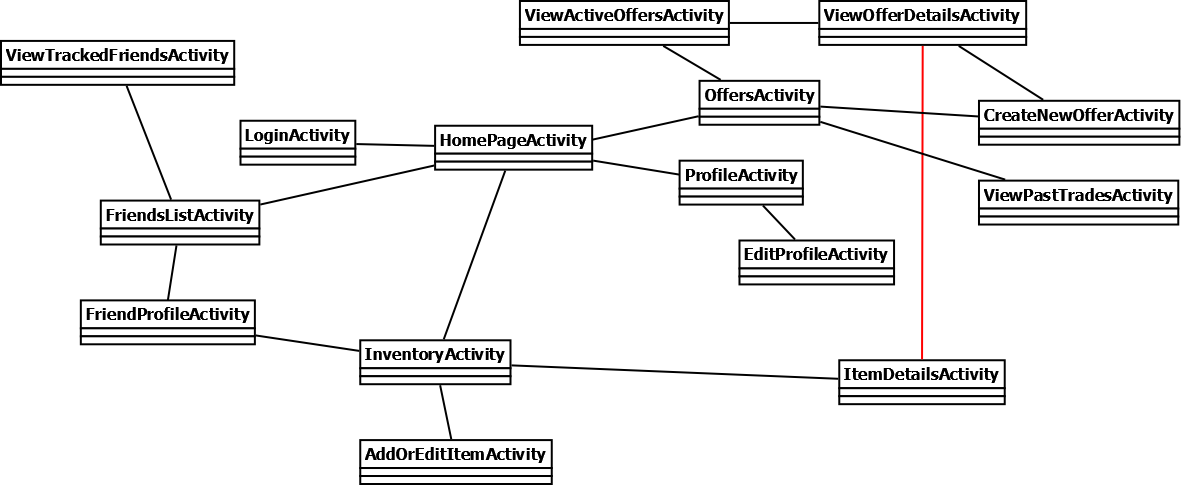 ViewActiveOffersActivity
ViewOfferDetailsActivity
ViewTrackedFriendsActivity
OffersActivity
CreateNewOfferActivity
LoginActivity
HomePageActivity
ProfileActivity
ViewPastTradesActivity
FriendsListActivity
EditProfileActivity
FriendProfileActivity
InventoryActivity
ItemDetailsActivity
AddOrEditItemActivity